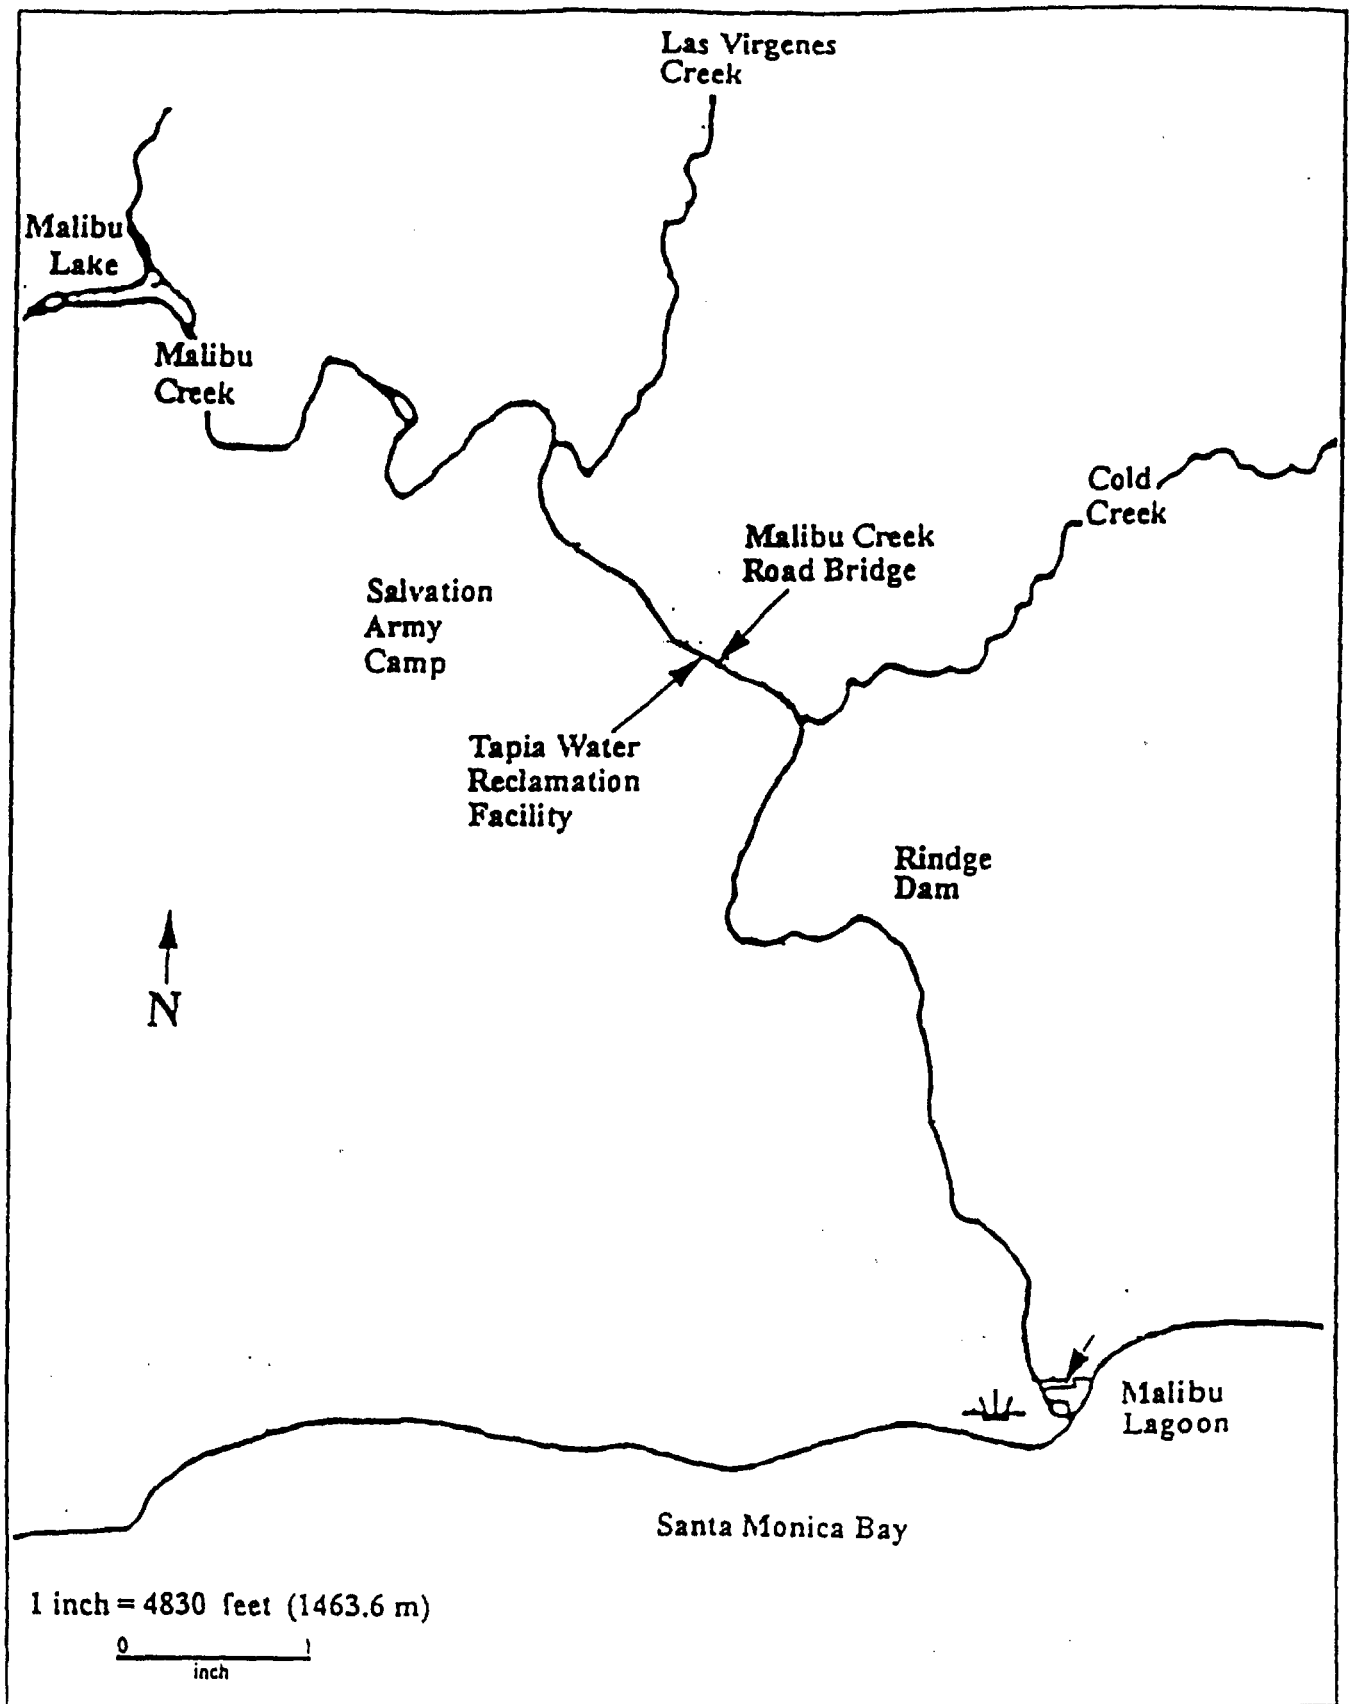 Las Virgenes
Creek
Malibu
Lake
Malibu
Creek
Cold
Creek
Malibu Creek
Road Bridge
Salvation
Army
Camp
Tapia Water
Reclamation
Facility
Rindge
Dam
N
Malibu
Lagoon
Santa Monica Bay
1 inch = 4830 feet (1463.6 m)
0 1
inch